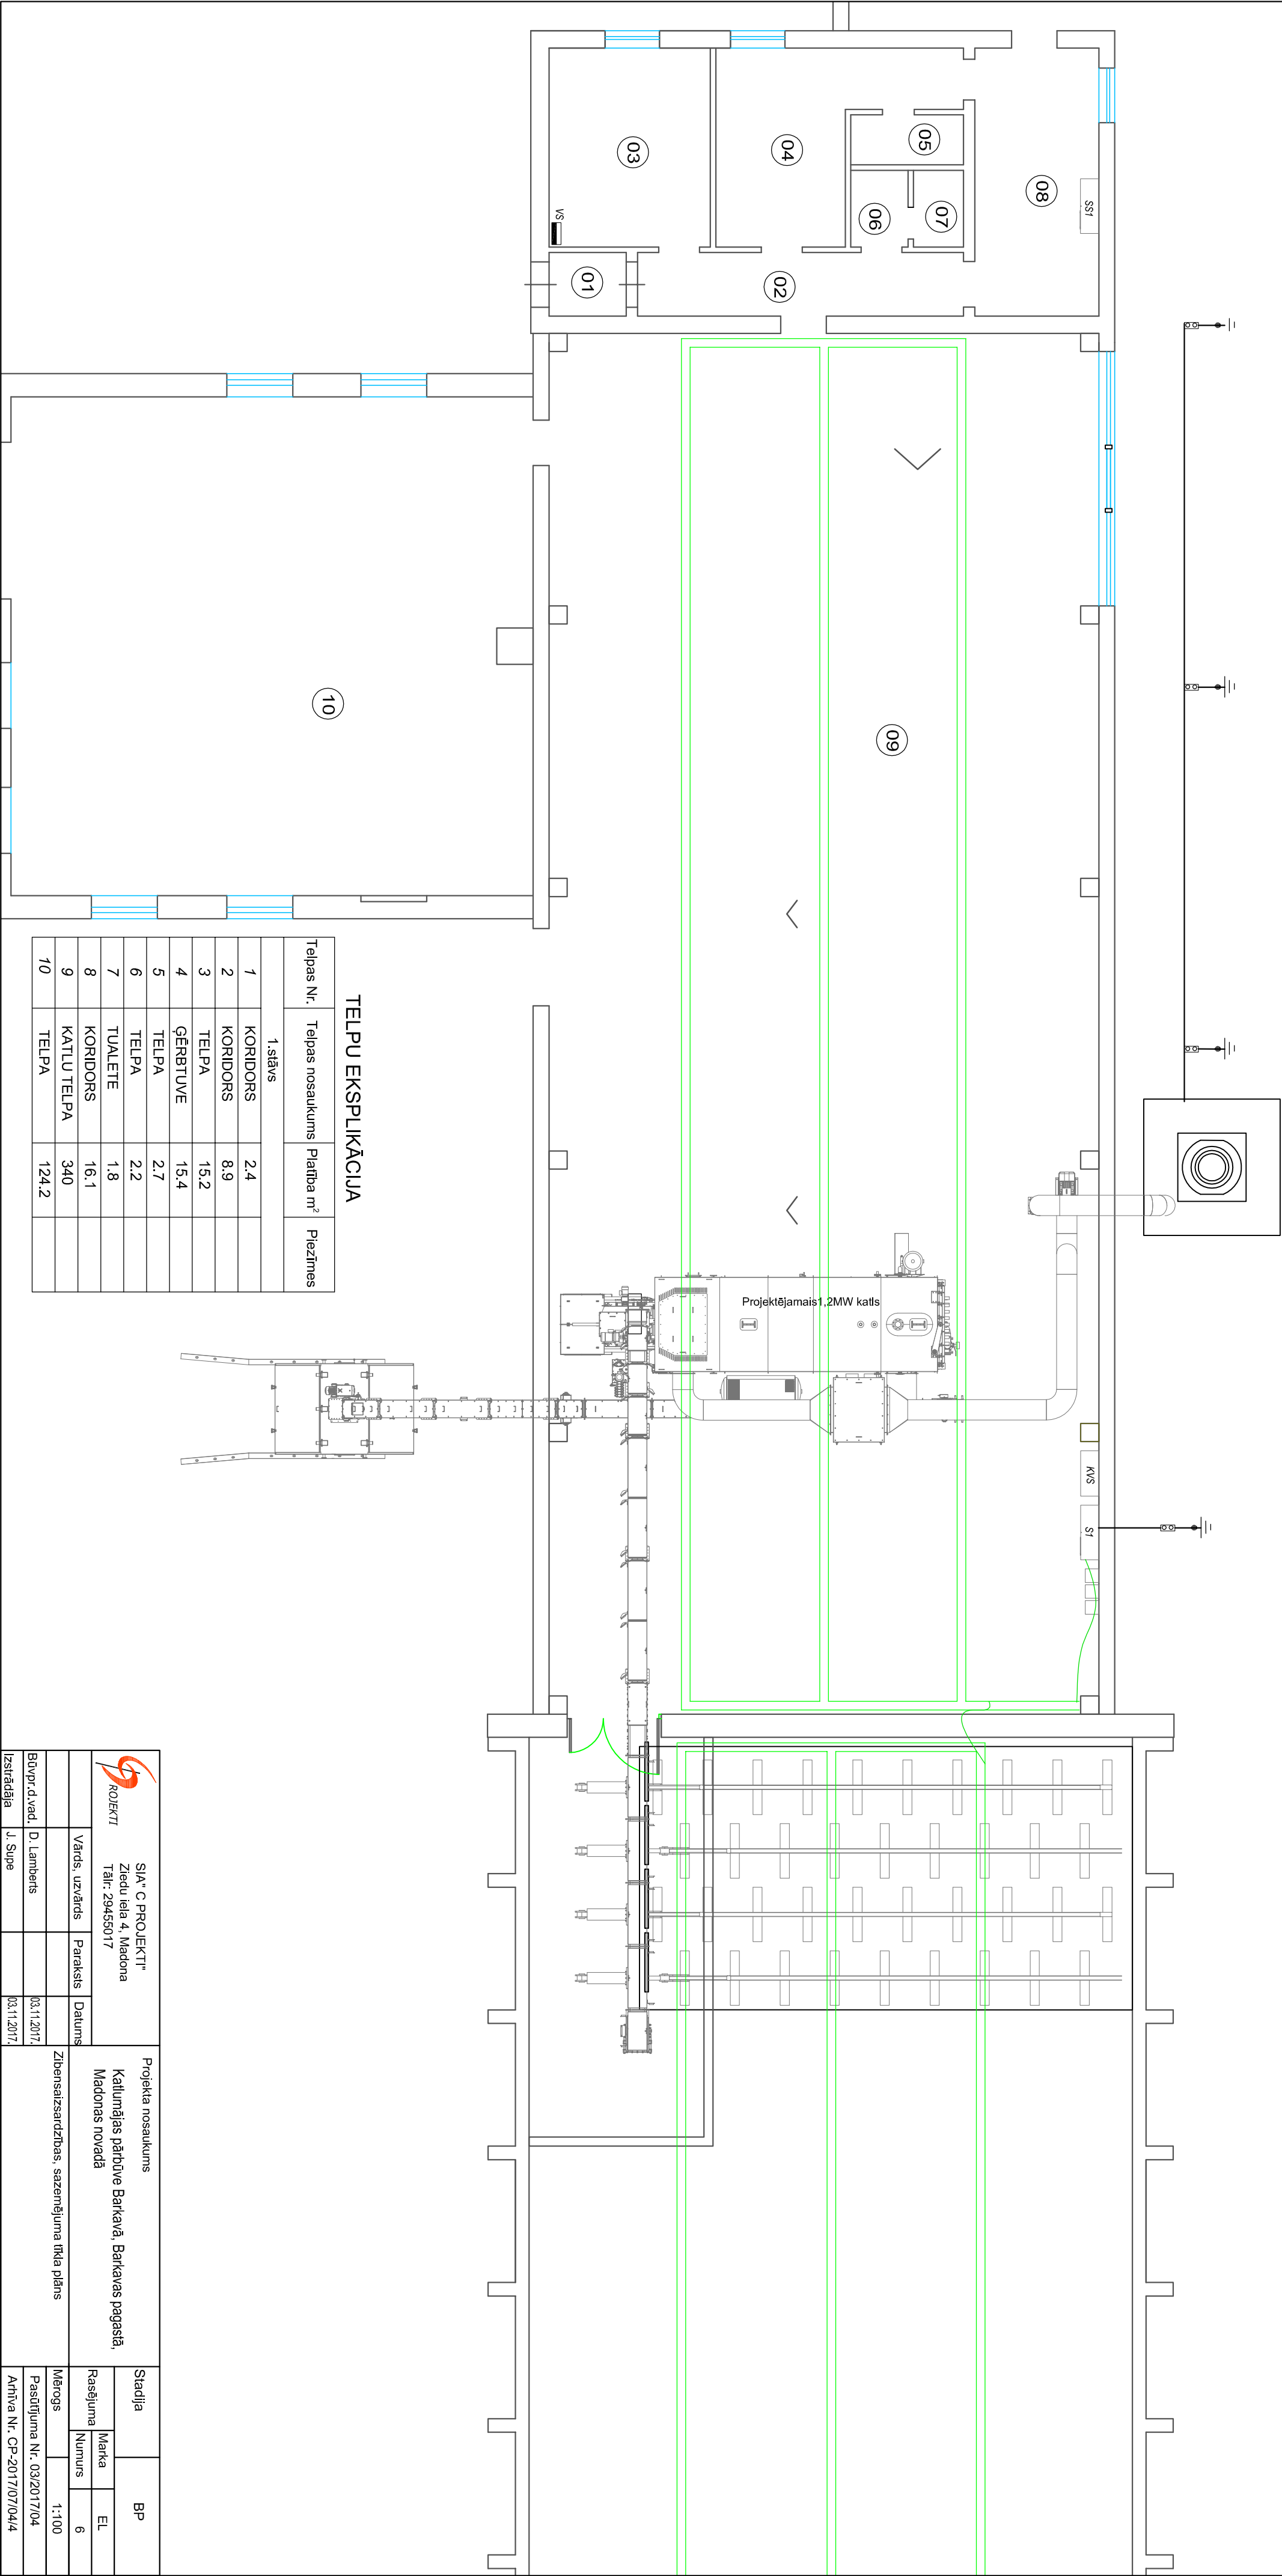 08
SS1
05
07
06
04
03
VS
02
01
09
10
Projektējamais1,2MW katls
KVS
S1
TELPU EKSPLIKĀCIJA
Telpas Nr. Telpas nosaukums Platība m² Piezīmes
1.stāvs
1 KORIDORS 2.4
2 KORIDORS 8.9
3 TELPA 15.2
4 ĢĒRBTUVE 15.4
5 TELPA 2.7
6 TELPA 2.2
7 TUALETE 1.8
8 KORIDORS 16.1
9 KATLU TELPA 340
10 TELPA 124.2
ROJEKTI
SIA" C PROJEKTI"
Ziedu iela 4, Madona
Tālr: 29455017
Vārds, uzvārds Paraksts Datums
Būvpr.d.vad. D. Lamberts 03.11.2017.
Izstrādāja J. Supe 03.11.2017.
Projekta nosaukums
Katlumājas pārbūve Barkavā, Barkavas pagastā,
Madonas novadā
Zibensaizsardzības, sazemējuma tīkla plāns
Stadija BP
Rasējuma Marka EL
Numurs 6
Mērogs 1:100
Pasūtījuma Nr. 03/2017/04
Arhīva Nr. CP-2017/07/04/4